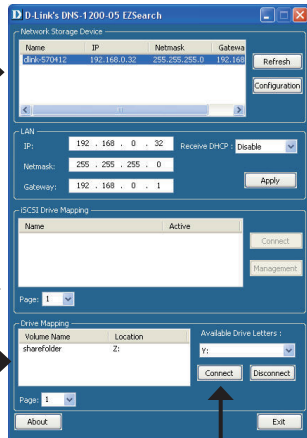 D-Link's DNS-1200-05 EZSearch
Network Storage Device
Name IP Netmask Gatewa
dlink-570412 192.168.0.32 255.255.255.0 192.168
Refresh
Configuration
LAN
IP: 192 . 168 . 0 . 32 Receive DHCP : Disable
Netmask: 255 . 255 . 255 . 0
Gateway: 192 . 168 . 0 . 1 Apply
iSCSI Drive Mapping
Name Active
Connect
Management
Page: 1
Drive Mapping
Volume Name Location Available Drive Letters :
sharefolder Z: Y:
Connect Disconnect
Page: 1
About Exit